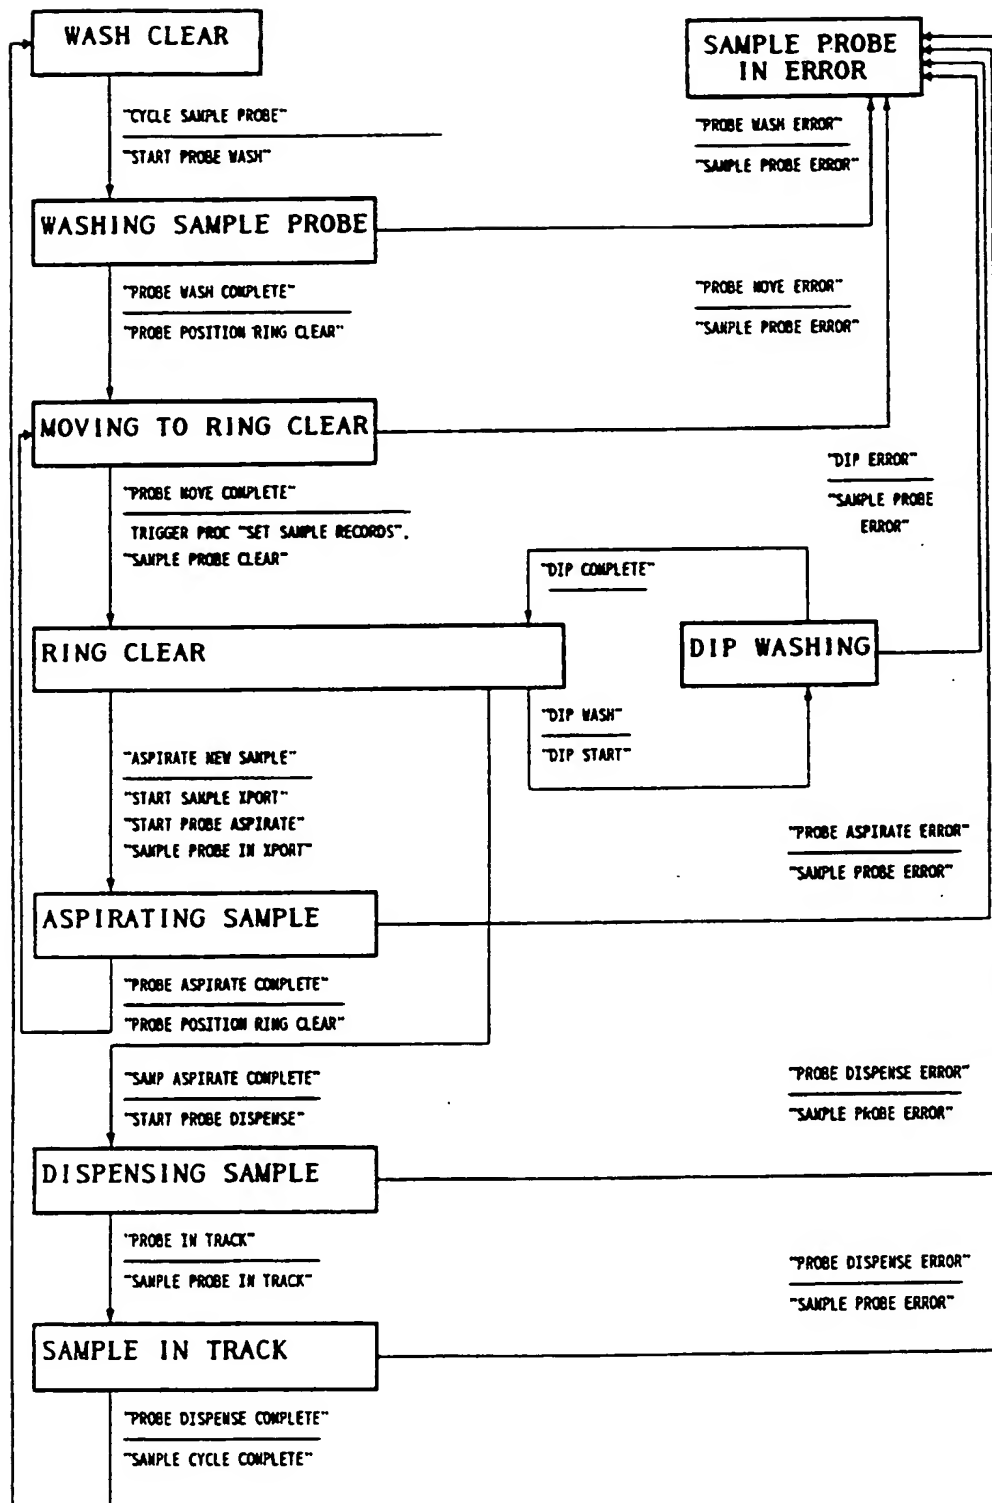 WASH CLEAR
SAMPLE PROBE
IN ERROR
"CYCLE SAMPLE PROBE"
"START PROBE WASH"
"PROBE WASH ERROR"
"SAMPLE PROBE ERROR"
WASHING SAMPLE PROBE
"PROBE WASH COMPLETE"
"PROBE POSITION RING CLEAR"
"PROBE MOVE ERROR"
"SAMPLE PROBE ERROR"
MOVING TO RING CLEAR
"PROBE MOVE COMPLETE"
TRIGGER PROC "SET SAMPLE RECORDS".
"SAMPLE PROBE CLEAR"
"DIP ERROR"
"SAMPLE PROBE
ERROR"
"DIP COMPLETE"
RING CLEAR
DIP WASHING
"DIP WASH"
"DIP START"
"ASPIRATE NEW SAMPLE"
"START SAMPLE XPORT"
"START PROBE ASPIRATE"
"SAMPLE PROBE IN XPORT"
"PROBE ASPIRATE ERROR"
"SAMPLE PROBE ERROR"
ASPIRATING SAMPLE
"PROBE ASPIRATE COMPLETE"
"PROBE POSITION RING CLEAR"
"SAMP ASPIRATE COMPLETE"
"START PROBE DISPENSE"
"PROBE DISPENSE ERROR"
"SAMPLE PROBE ERROR"
DISPENSING SAMPLE
"PROBE IN TRACK"
"SAMPLE PROBE IN TRACK"
"PROBE DISPENSE ERROR"
"SAMPLE PROBE ERROR"
SAMPLE IN TRACK
"PROBE DISPENSE COMPLETE"
"SAMPLE CYCLE COMPLETE"